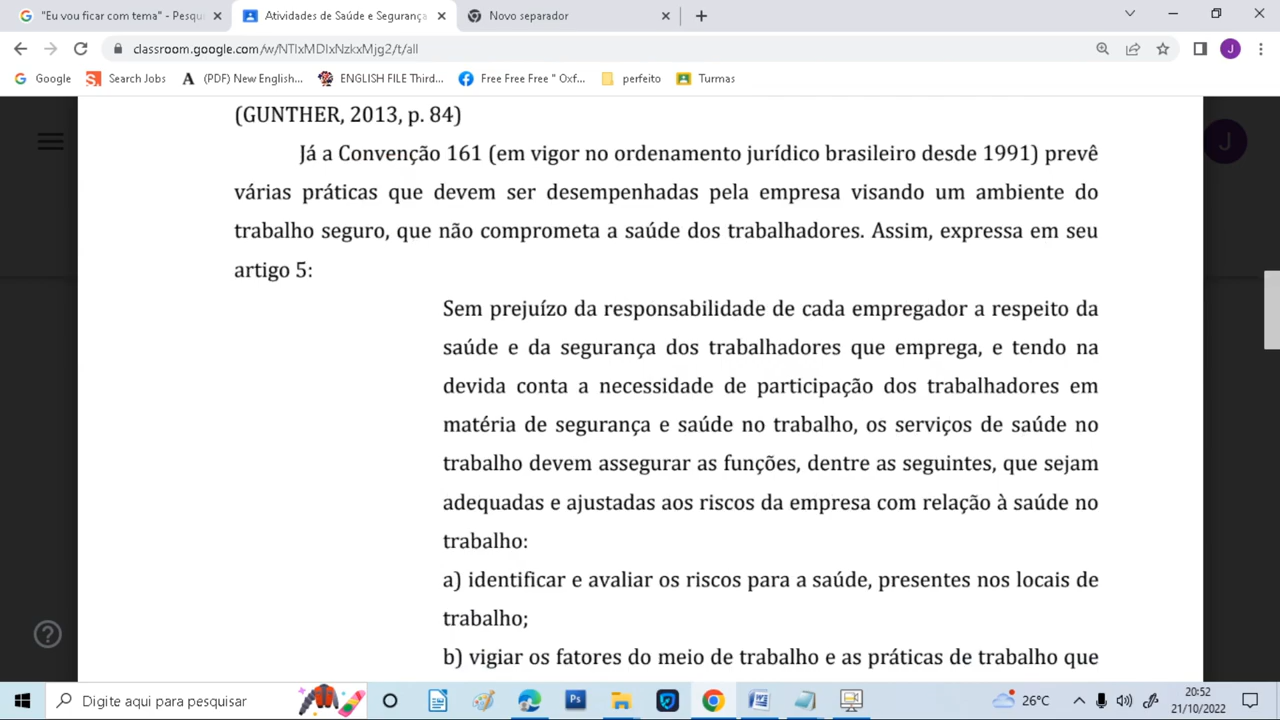 "Eu vou ficar com tema" - Pesqu
Atividades de Saúde e Segurança
Novo separador
classroom.google.com/w/NTIxMDIxNzkxMjg2/t/all
J
Google
Search Jobs
(PDF) New English...
ENGLISH FILE Third...
Free Free Free " Oxf...
perfeito
Turmas
(GUNTHER, 2013, p. 84)
J
Já a Convenção 161 (em vigor no ordenamento jurídico brasileiro desde 1991) prevê
várias práticas que devem ser desempenhadas pela empresa visando um ambiente do
trabalho seguro, que não comprometa a saúde dos trabalhadores. Assim, expressa em seu
artigo 5:
Sem prejuízo da responsabilidade de cada empregador a respeito da
saúde e da segurança dos trabalhadores que emprega, e tendo na
devida conta a necessidade de participação dos trabalhadores em
matéria de segurança e saúde no trabalho, os serviços de saúde no
trabalho devem assegurar as funções, dentre as seguintes, que sejam
adequadas e ajustadas aos riscos da empresa com relação à saúde no
trabalho:
a) identificar e avaliar os riscos para a saúde, presentes nos locais de
trabalho;
b) vigiar os fatores do meio de trabalho e as práticas de trabalho que
Digite aqui para pesquisar
Ps
26°C
20:52
21/10/2022